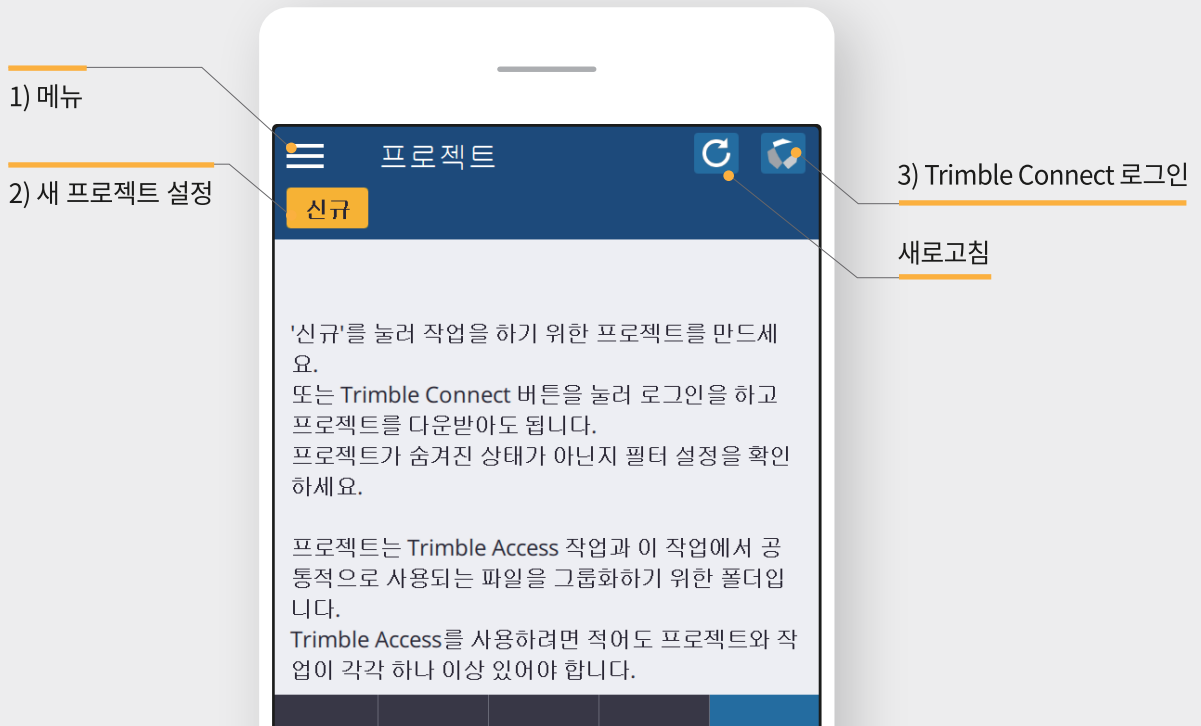 1) 메뉴
2) 새 프로젝트 설정
프로젝트
신규
3) Trimble Connect 로그인
새로고침
'신규'를 눌러 작업을 하기 위한 프로젝트를 만드세
요.
또는 Trimble Connect 버튼을 눌러 로그인을 하고
프로젝트를 다운받아도 됩니다.
프로젝트가 숨겨진 상태가 아닌지 필터 설정을 확인
하세요.
프로젝트는 Trimble Access 작업과 이 작업에서 공
통적으로 사용되는 파일을 그룹화하기 위한 폴더입
니다.
Trimble Access를 사용하려면 적어도 프로젝트와 작
업이 각각 하나 이상 있어야 합니다.